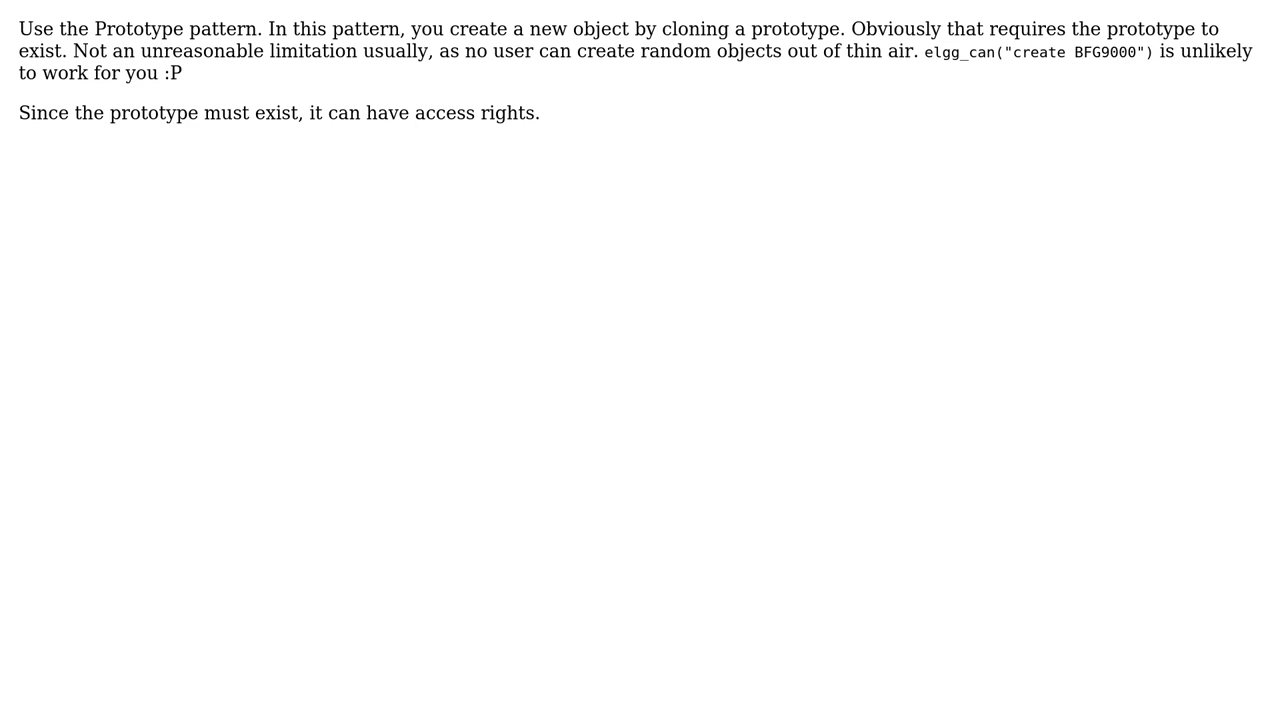 Use the Prototype pattern. In this pattern, you create a new object by cloning a prototype. Obviously that requires the prototype to
exist. Not an unreasonable limitation usually, as no user can create random objects out of thin air. elgg_can("create BFG9000") is unlikely
to work for you :P
Since the prototype must exist, it can have access rights.